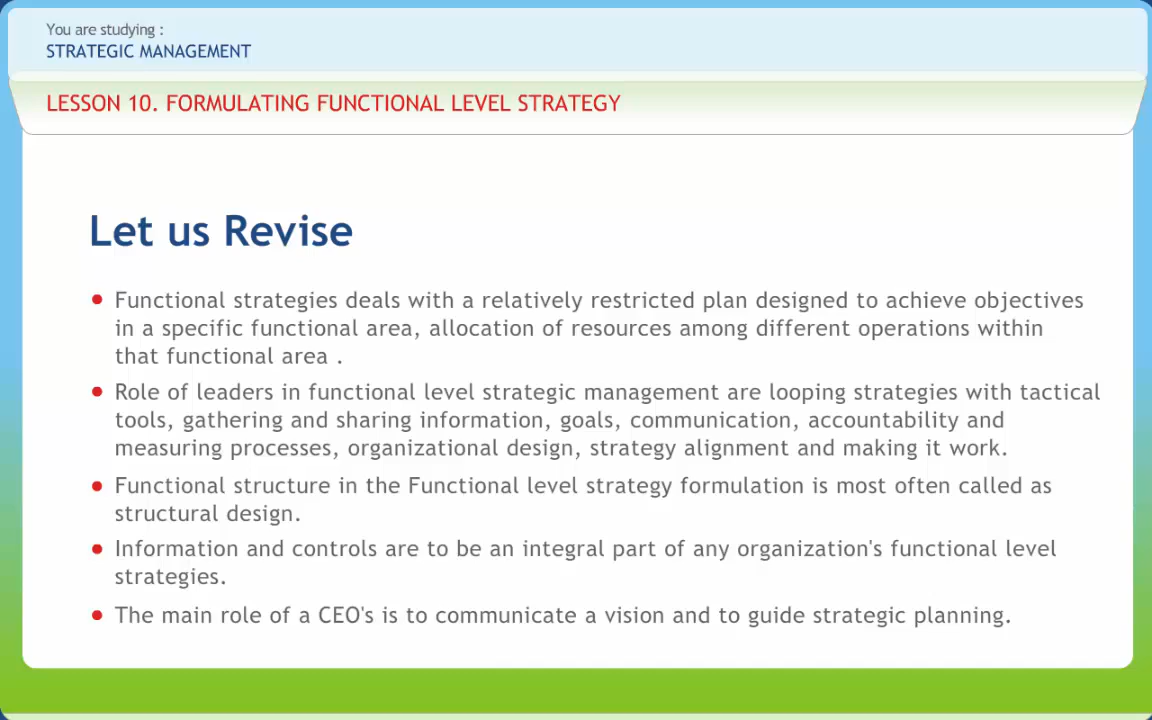 You are studying :
STRATEGIC MANAGEMENT
LESSON 10. FORMULATING FUNCTIONAL LEVEL STRATEGY
Let us Revise
• Functional strategies deals with a relatively restricted plan designed to achieve objectives
in a specific functional area, allocation of resources among different operations within
that functional area .
• Role of leaders in functional level strategic management are looping strategies with tactical
tools, gathering and sharing information, goals, communication, accountability and
measuring processes, organizational design, strategy alignment and making it work.
• Functional structure in the Functional level strategy formulation is most often called as
structural design.
• Information and controls are to be an integral part of any organization's functional level
strategies.
• The main role of a CEO's is to communicate a vision and to guide strategic planning.